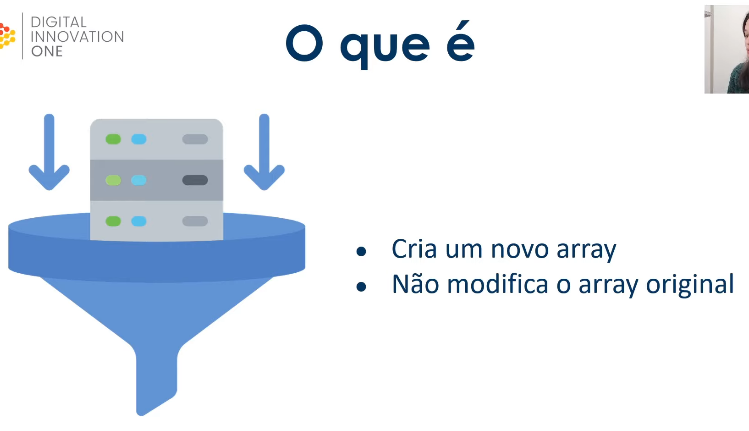 DIGITAL
INNOVATION
ONE
O que é
● Cria um novo array
● Não modifica o array original